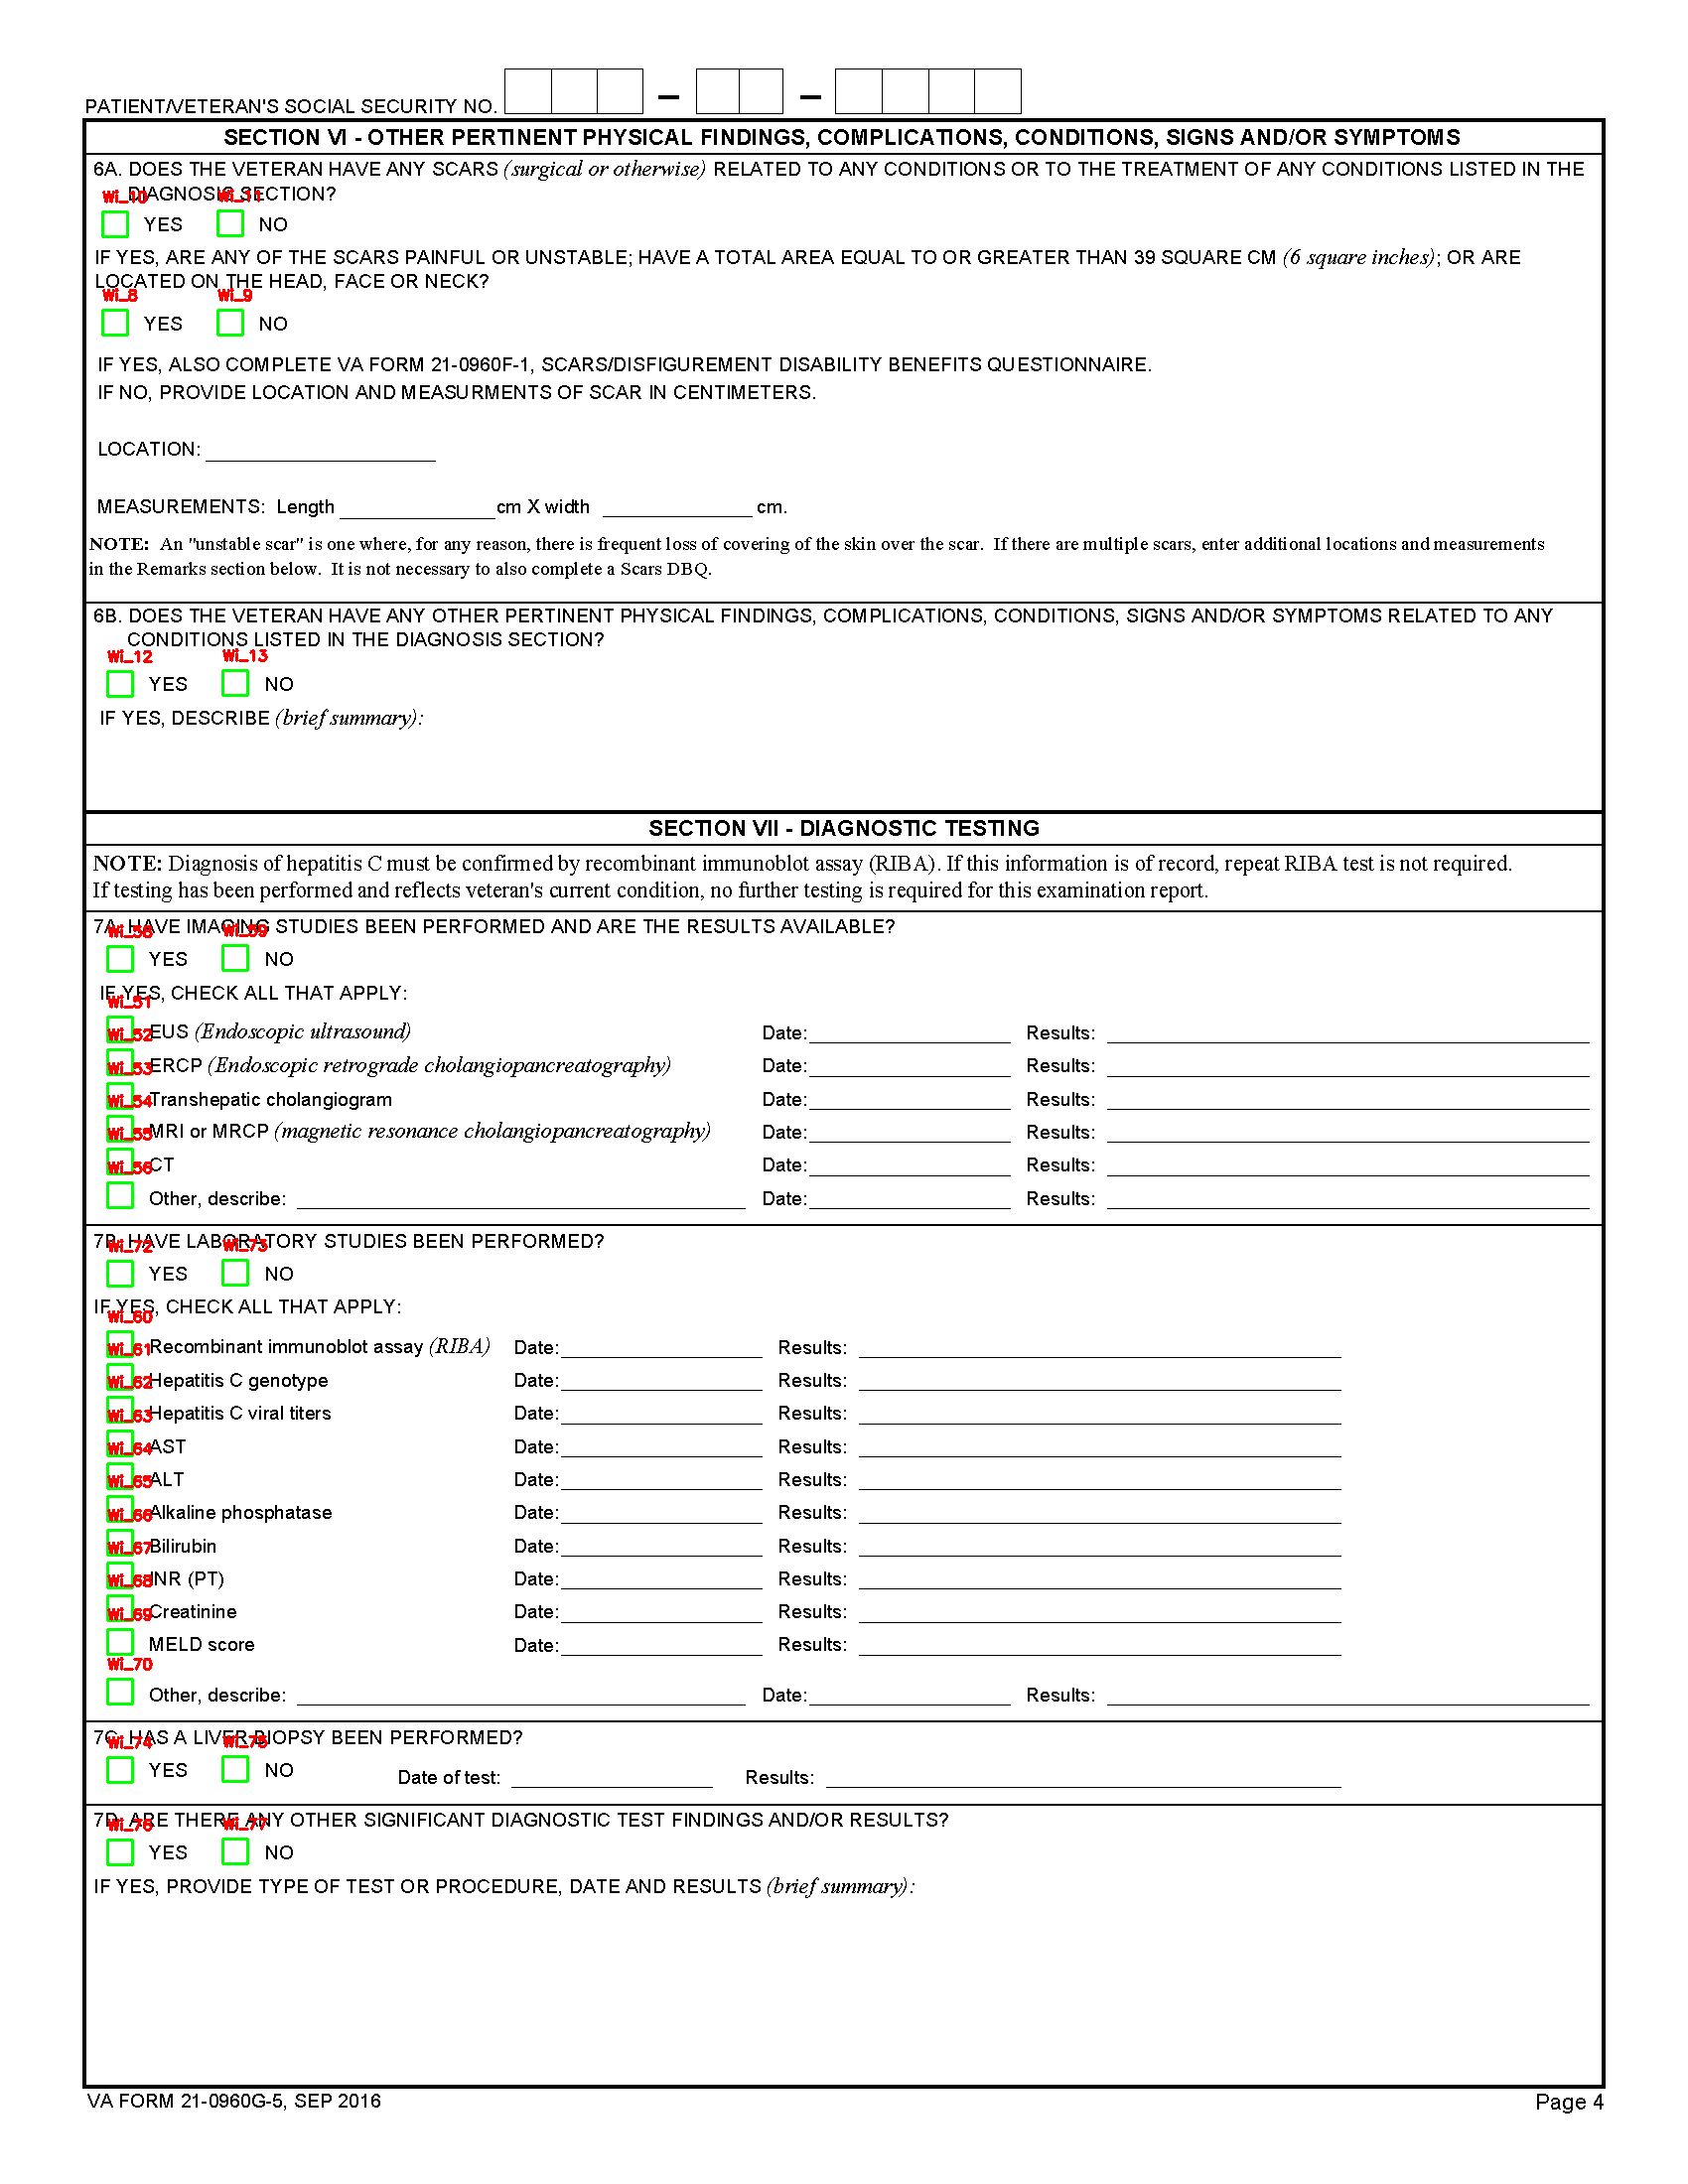 PATIENT/VETERAN'S SOCIAL SECURITY NO.
SECTION VI - OTHER PERTINENT PHYSICAL FINDINGS, COMPLICATIONS, CONDITIONS, SIGNS AND/OR SYMPTOMS
6A. DOES THE VETERAN HAVE ANY SCARS (surgical or otherwise) RELATED TO ANY CONDITIONS OR TO THE TREATMENT OF ANY CONDITIONS LISTED IN THE
DIAGNOSIS SECTION?
Wi_10 Wi_11
YES NO
IF YES, ARE ANY OF THE SCARS PAINFUL OR UNSTABLE; HAVE A TOTAL AREA EQUAL TO OR GREATER THAN 39 SQUARE CM (6 square inches); OR ARE
LOCATED ON THE HEAD, FACE OR NECK?
Wi_8 Wi_9
YES NO
IF YES, ALSO COMPLETE VA FORM 21-0960F-1, SCARS/DISFIGUREMENT DISABILITY BENEFITS QUESTIONNAIRE.
IF NO, PROVIDE LOCATION AND MEASURMENTS OF SCAR IN CENTIMETERS.
LOCATION:
MEASUREMENTS: Length cm X width cm.
NOTE: An "unstable scar" is one where, for any reason, there is frequent loss of covering of the skin over the scar. If there are multiple scars, enter additional locations and measurements
in the Remarks section below. It is not necessary to also complete a Scars DBQ.
6B. DOES THE VETERAN HAVE ANY OTHER PERTINENT PHYSICAL FINDINGS, COMPLICATIONS, CONDITIONS, SIGNS AND/OR SYMPTOMS RELATED TO ANY
CONDITIONS LISTED IN THE DIAGNOSIS SECTION?
Wi_12 Wi_13
YES NO
IF YES, DESCRIBE (brief summary):
SECTION VII - DIAGNOSTIC TESTING
NOTE: Diagnosis of hepatitis C must be confirmed by recombinant immunoblot assay (RIBA). If this information is of record, repeat RIBA test is not required.
If testing has been performed and reflects veteran's current condition, no further testing is required for this examination report.
7A. HAVE IMAGING STUDIES BEEN PERFORMED AND ARE THE RESULTS AVAILABLE?
Wi_58 Wi_59
YES NO
IF YES, CHECK ALL THAT APPLY:
Wi_51
Wi_52 EUS (Endoscopic ultrasound) Date: Results:
Wi_53 ERCP (Endoscopic retrograde cholangiopancreatography) Date: Results:
Wi_54 Transhepatic cholangiogram Date: Results:
Wi_55 MRI or MRCP (magnetic resonance cholangiopancreatography) Date: Results:
Wi_56 CT Date: Results:
Other, describe: Date: Results:
7B. HAVE LABORATORY STUDIES BEEN PERFORMED?
Wi_72 Wi_73
YES NO
IF YES, CHECK ALL THAT APPLY:
Wi_60
Wi_61 Recombinant immunoblot assay (RIBA) Date: Results:
Wi_62 Hepatitis C genotype Date: Results:
Wi_63 Hepatitis C viral titers Date: Results:
Wi_64 AST Date: Results:
Wi_65 ALT Date: Results:
Wi_66 Alkaline phosphatase Date: Results:
Wi_67 Bilirubin Date: Results:
Wi_68 INR (PT) Date: Results:
Wi_69 Creatinine Date: Results:
MELD score Date: Results:
Wi_70
Other, describe: Date: Results:
7C. HAS A LIVER BIOPSY BEEN PERFORMED?
Wi_74 Wi_75
YES NO Date of test: Results:
7D. ARE THERE ANY OTHER SIGNIFICANT DIAGNOSTIC TEST FINDINGS AND/OR RESULTS?
Wi_76 Wi_77
YES NO
IF YES, PROVIDE TYPE OF TEST OR PROCEDURE, DATE AND RESULTS (brief summary):
VA FORM 21-0960G-5, SEP 2016 Page 4